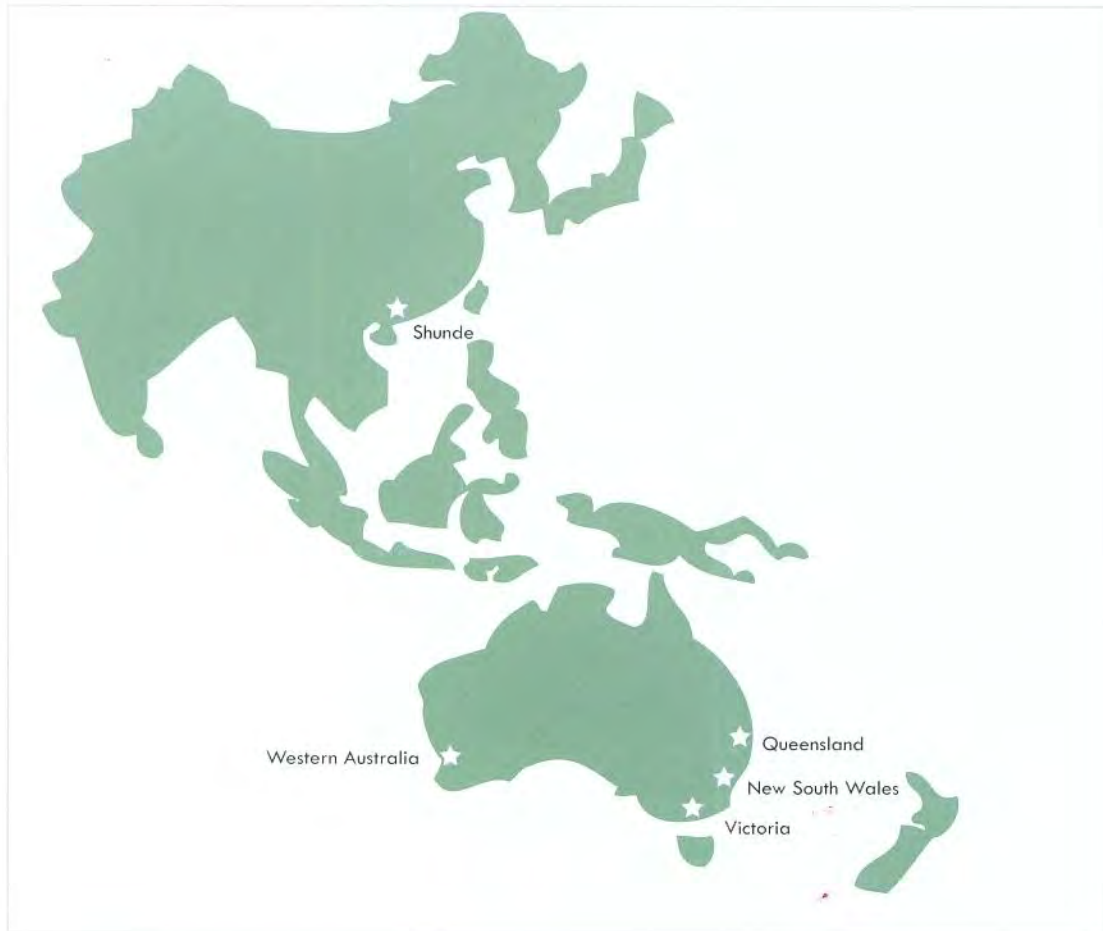 Shunde
Western Australia
Queensland
New South Wales
Victoria